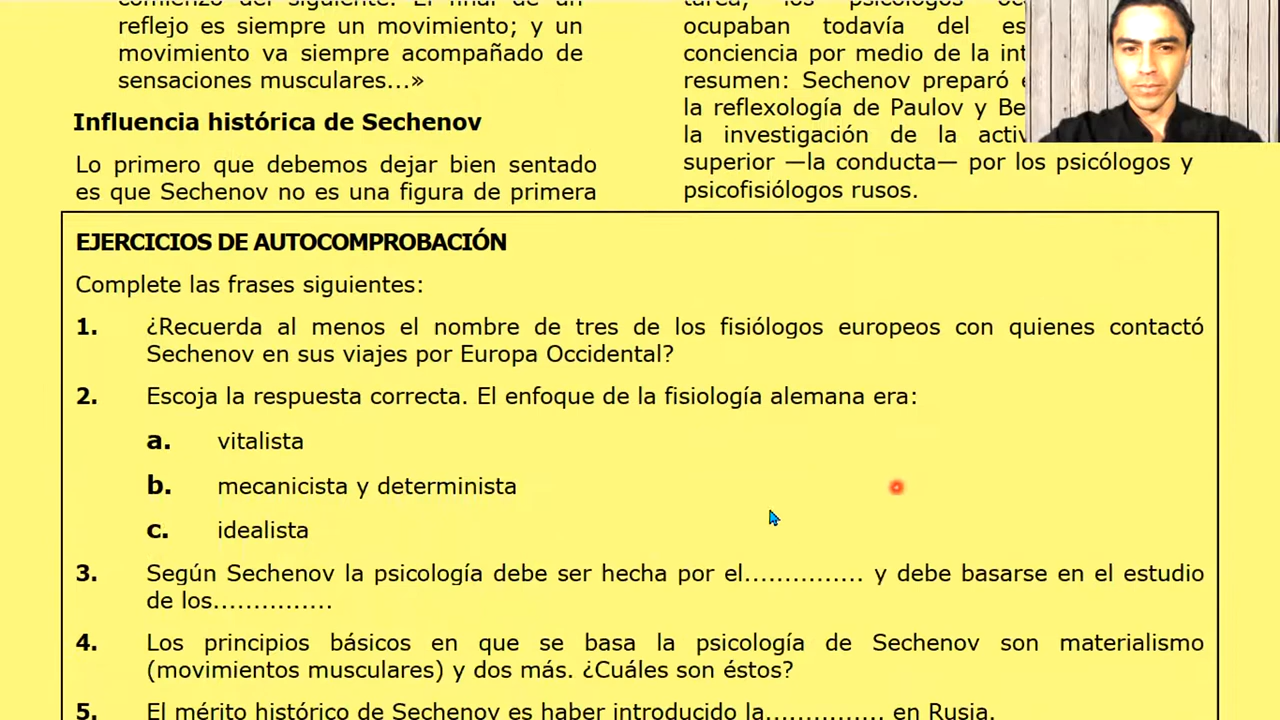 reflejo es siempre un movimiento; y un
movimiento va siempre acompañado de
sensaciones musculares...»
Influencia histórica de Sechenov
Lo primero que debemos dejar bien sentado
es que Sechenov no es una figura de primera
ocupaban todavía del
conciencia por medio de la
resumen: Sechenov preparó
la reflexología de Paulov y
la investigación de la
superior —la conducta— por los psicólogos y
psicofisiólogos rusos.
EJERCICIOS DE AUTOCOMPROBACIÓN
Complete las frases siguientes:
1. ¿Recuerda al menos el nombre de tres de los fisiólogos europeos con quienes contactó
Sechenov en sus viajes por Europa Occidental?
2. Escoja la respuesta correcta. El enfoque de la fisiología alemana era:
a. vitalista
b. mecanicista y determinista
c. idealista
3. Según Sechenov la psicología debe ser hecha por el............... y debe basarse en el estudio
de los...............
4. Los principios básicos en que se basa la psicología de Sechenov son materialismo
(movimientos musculares) y dos más. ¿Cuáles son éstos?
5. El mérito histórico de Sechenov es haber introducido la............... en Rusia.